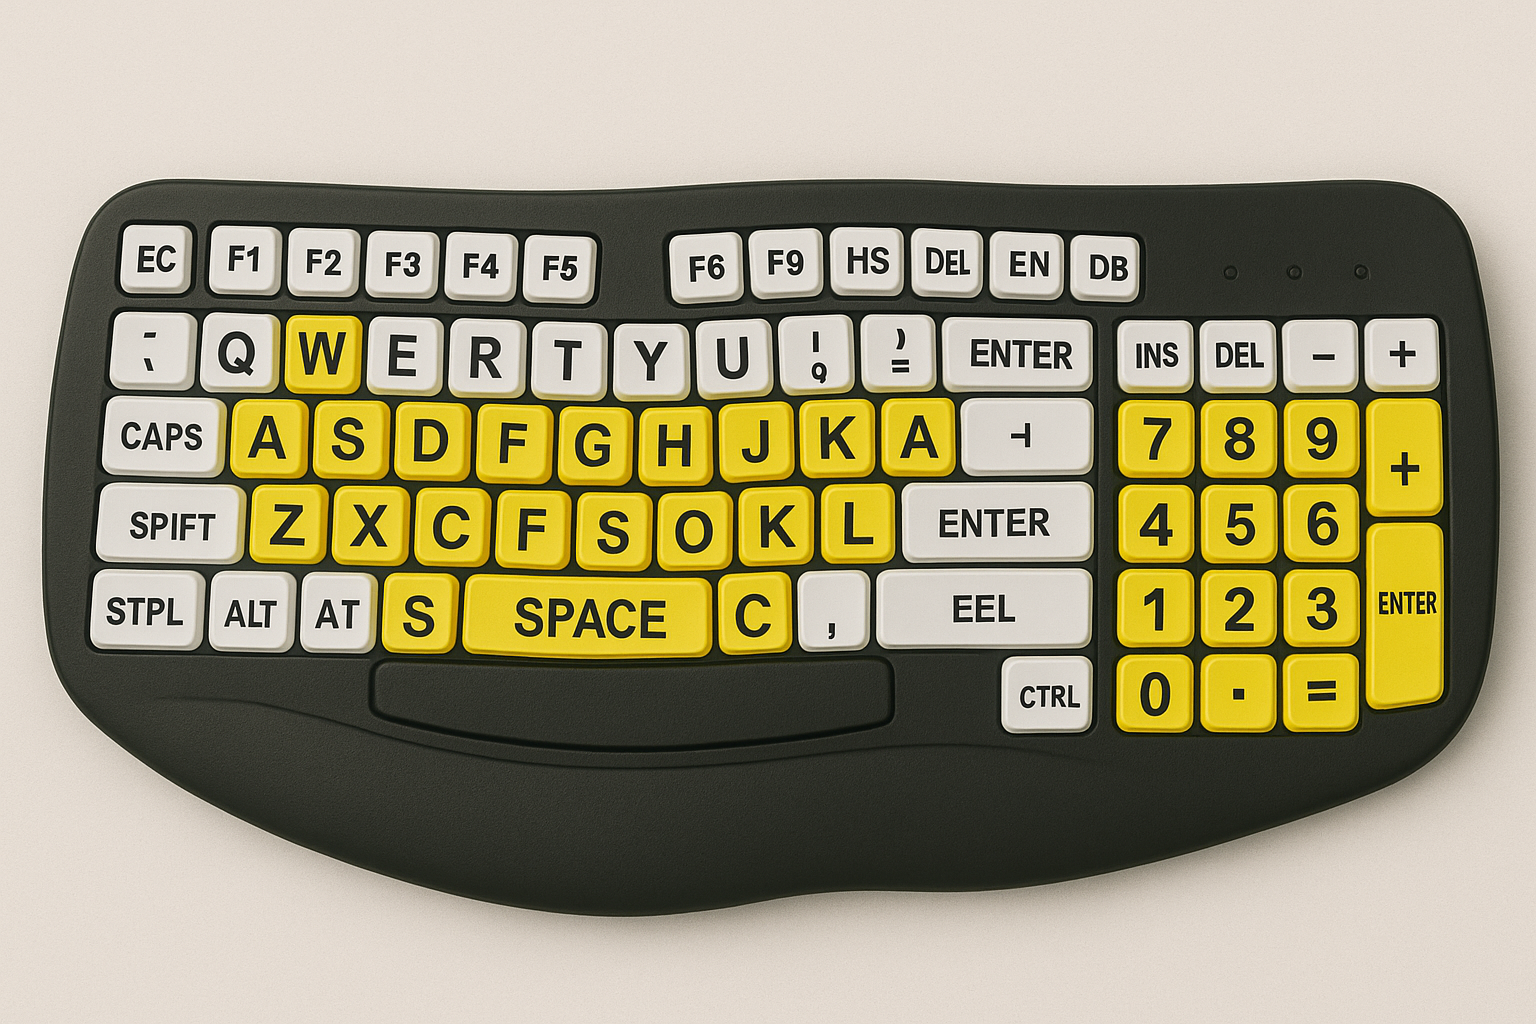 EC F1 F2 F3 F4 F5 F6 F9 HS DEL EN DB
Q W E R T Y U ENTER INS DEL − +
CAPS A S D F G H J K A 7 8 9 +
SPIFT Z X C F S O K L ENTER 4 5 6
STPL ALT AT S SPACE C , EEL 1 2 3 ENTER
CTRL 0 . =